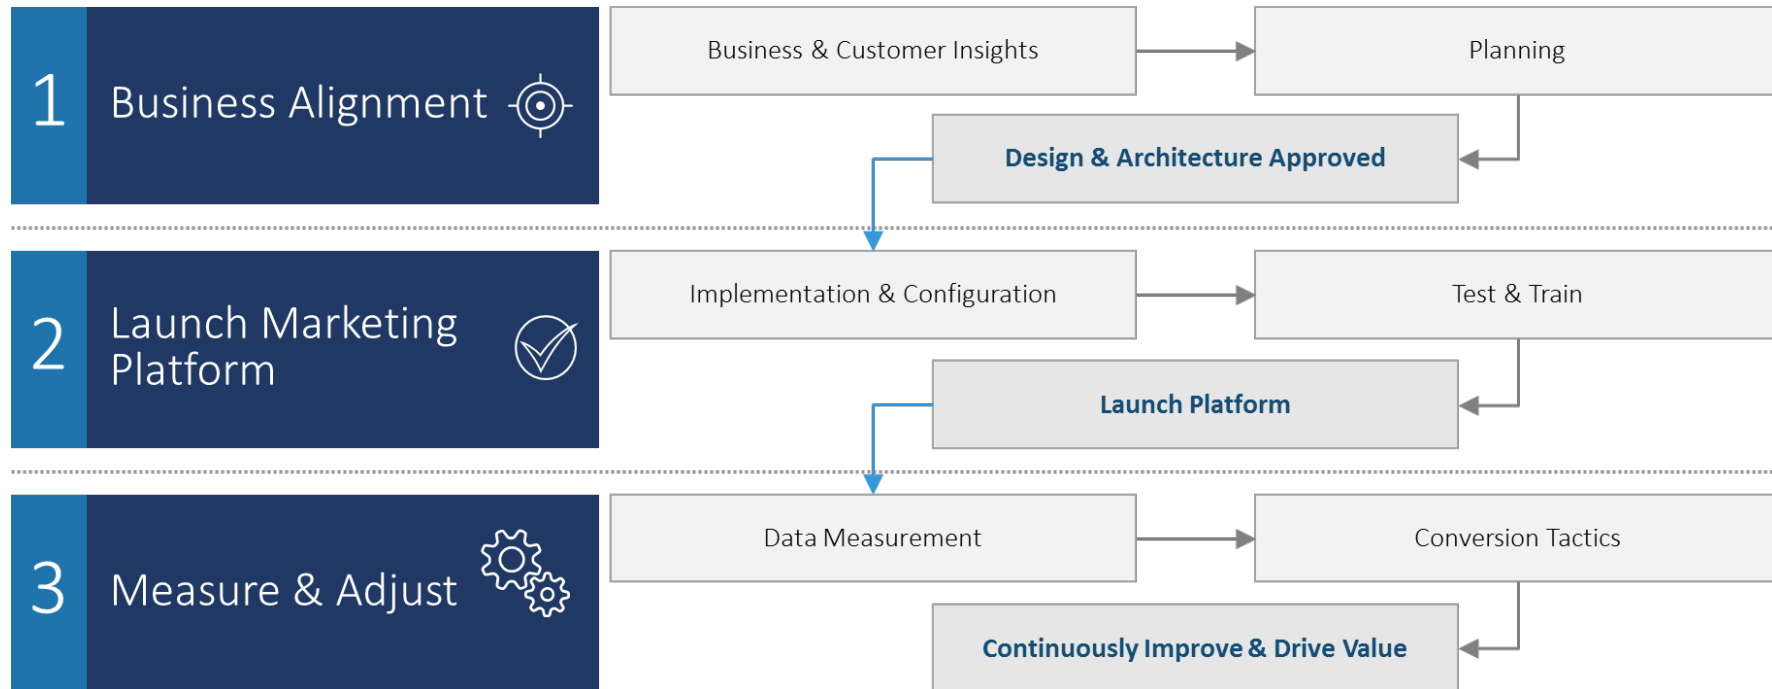 1
Business Alignment
Business & Customer Insights
Planning
Design & Architecture Approved
2
Launch Marketing
Platform
Implementation & Configuration
Test & Train
Launch Platform
3
Measure & Adjust
Data Measurement
Conversion Tactics
Continuously Improve & Drive Value